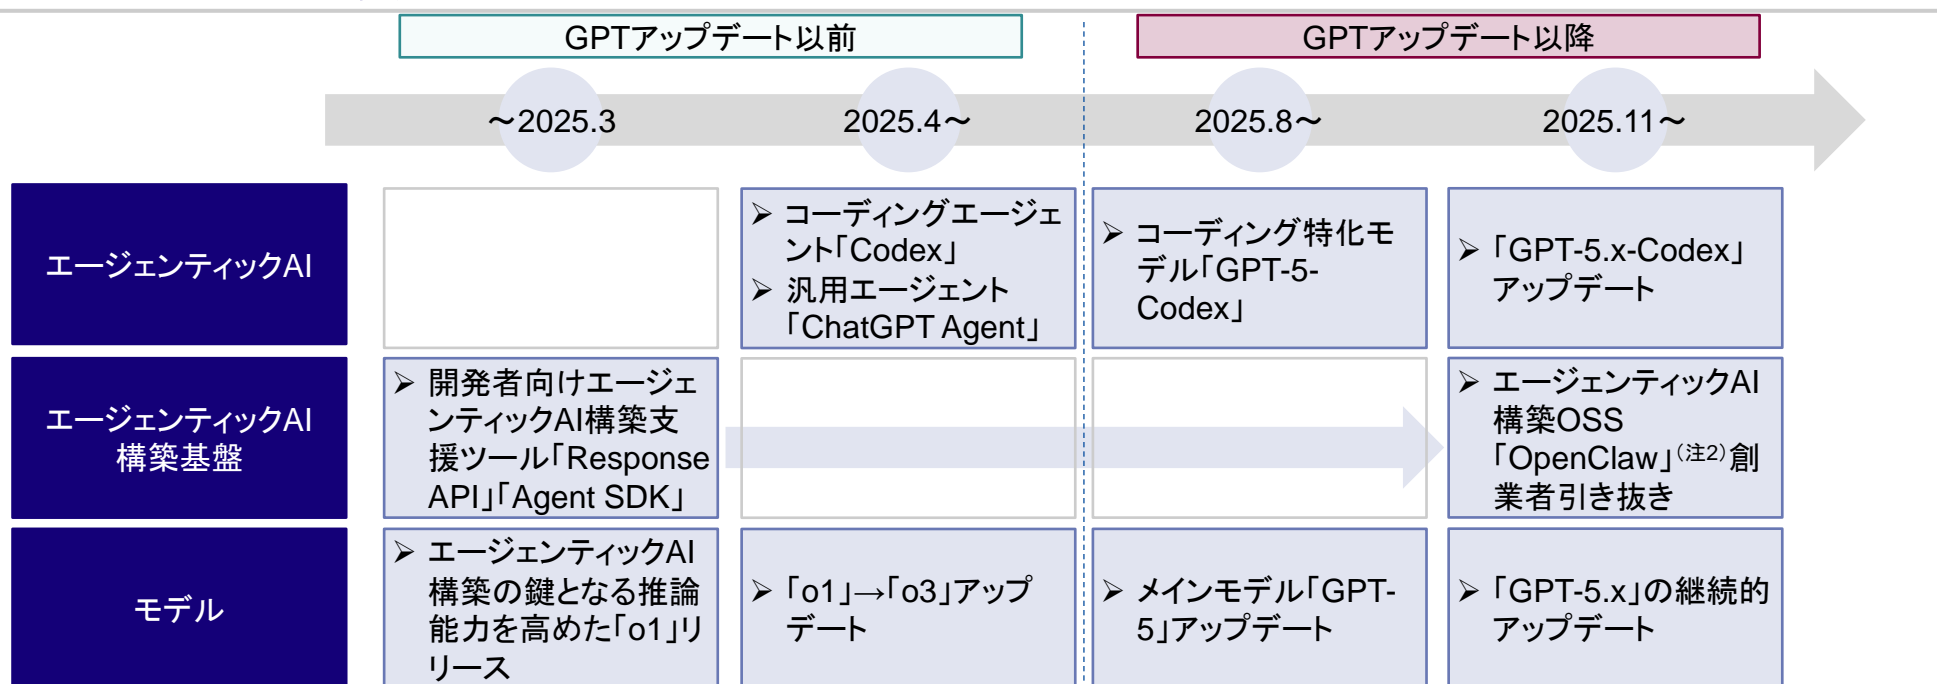 GPTアップデート以前
GPTアップデート以降
～2025.3
2025.4～
2025.8～
2025.11～
エージェンティックAI
➢ コーディングエージェ
ント「Codex」
➢ 汎用エージェント
「ChatGPT Agent」
➢ コーディング特化モ
デル「GPT-5-
Codex」
➢ 「GPT-5.x-Codex」
アップデート
エージェンティックAI
構築基盤
➢ 開発者向けエージェ
ンティックAI構築支
援ツール「Response
API」「Agent SDK」
➢ エージェンティックAI
構築OSS
「OpenClaw」(注2)創
業者引き抜き
モデル
➢ エージェンティックAI
構築の鍵となる推論
能力を高めた「o1」リ
リース
➢ 「o1」→「o3」アップ
デート
➢ メインモデル「GPT-
5」アップデート
➢ 「GPT-5.x」の継続的
アップデート